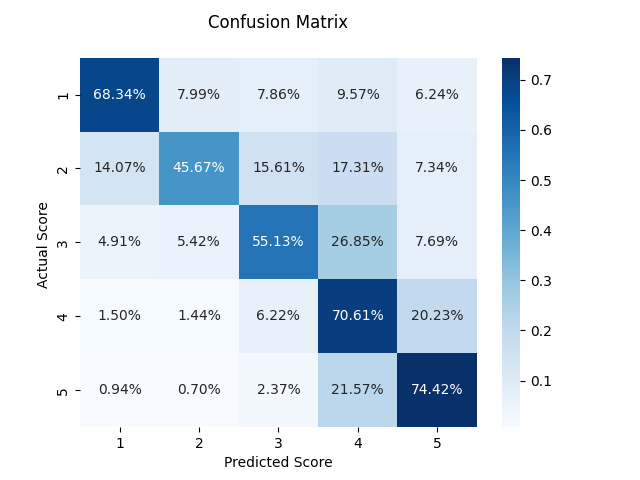 Confusion Matrix
Actual Score
1 68.34% 7.99% 7.86% 9.57% 6.24%
2 14.07% 45.67% 15.61% 17.31% 7.34%
3 4.91% 5.42% 55.13% 26.85% 7.69%
4 1.50% 1.44% 6.22% 70.61% 20.23%
5 0.94% 0.70% 2.37% 21.57% 74.42%
1 2 3 4 5
Predicted Score
0.7
0.6
0.5
0.4
0.3
0.2
0.1